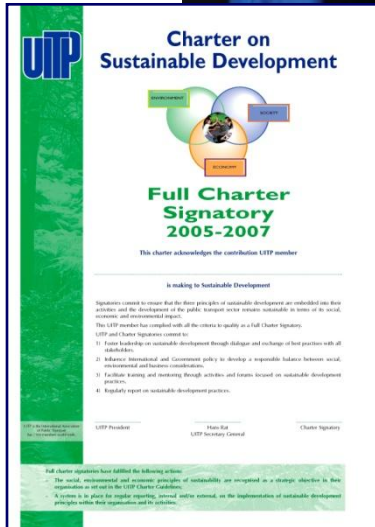 UITP
Charter on
Sustainable Development
ENVIRONMENT
SOCIETY
ECONOMY
Full Charter
Signatory
2005-2007
This charter acknowledges the contribution UITP member
is making to Sustainable Development
Signatories commit to ensure that the three principles of sustainable development are embedded into their
activities and the development of the public transport sector remains sustainable in terms of its social,
economic and environmental impact.
This UITP member has complied with all the criteria to qualify as a Full Charter Signatory.
UITP and Charter Signatories commit to:
1) Foster leadership on sustainable development through dialogue and exchange of best practices with all
stakeholders.
2) Influence International and Government policy to develop a responsible balance between social,
environmental and business considerations.
3) Facilitate training and mentoring through activities and forums focused on sustainable development
practices.
4) Regularly report on sustainable development practices.
UITP President
Hans Rat
UITP Secretary General
Charter Signatory
UITP is the International Association
of Public Transport
Full charter signatories have fulfilled the following actions:
- The social, environmental and economic principles of sustainability are recognised as a strategic objective in their
organisation as set out in the UITP Charter Guidelines;
- A system is in place for regular reporting, internal and/or external, on the implementation of sustainable development
principles within their organisation and its activities.